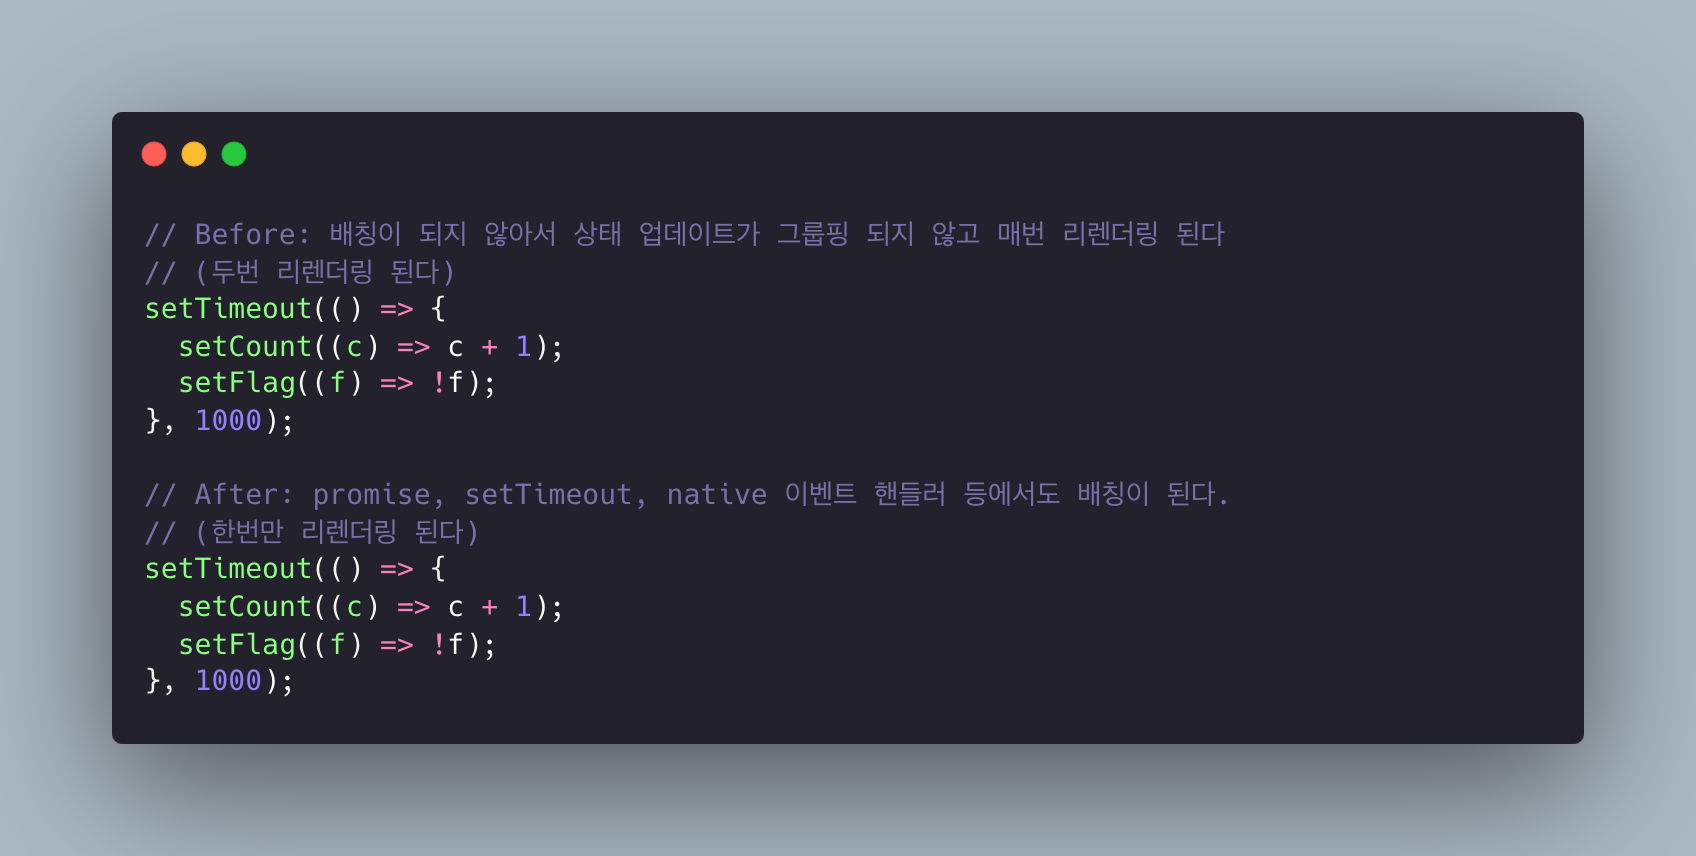 // Before: 배칭이 되지 않아서 상태 업데이트가 그룹핑 되지 않고 매번 리렌더링 된다
// (두번 리렌더링 된다)
setTimeout(() => {
  setCount((c) => c + 1);
  setFlag((f) => !f);
}, 1000);

// After: promise, setTimeout, native 이벤트 핸들러 등에서도 배칭이 된다.
// (한번만 리렌더링 된다)
setTimeout(() => {
  setCount((c) => c + 1);
  setFlag((f) => !f);
}, 1000);